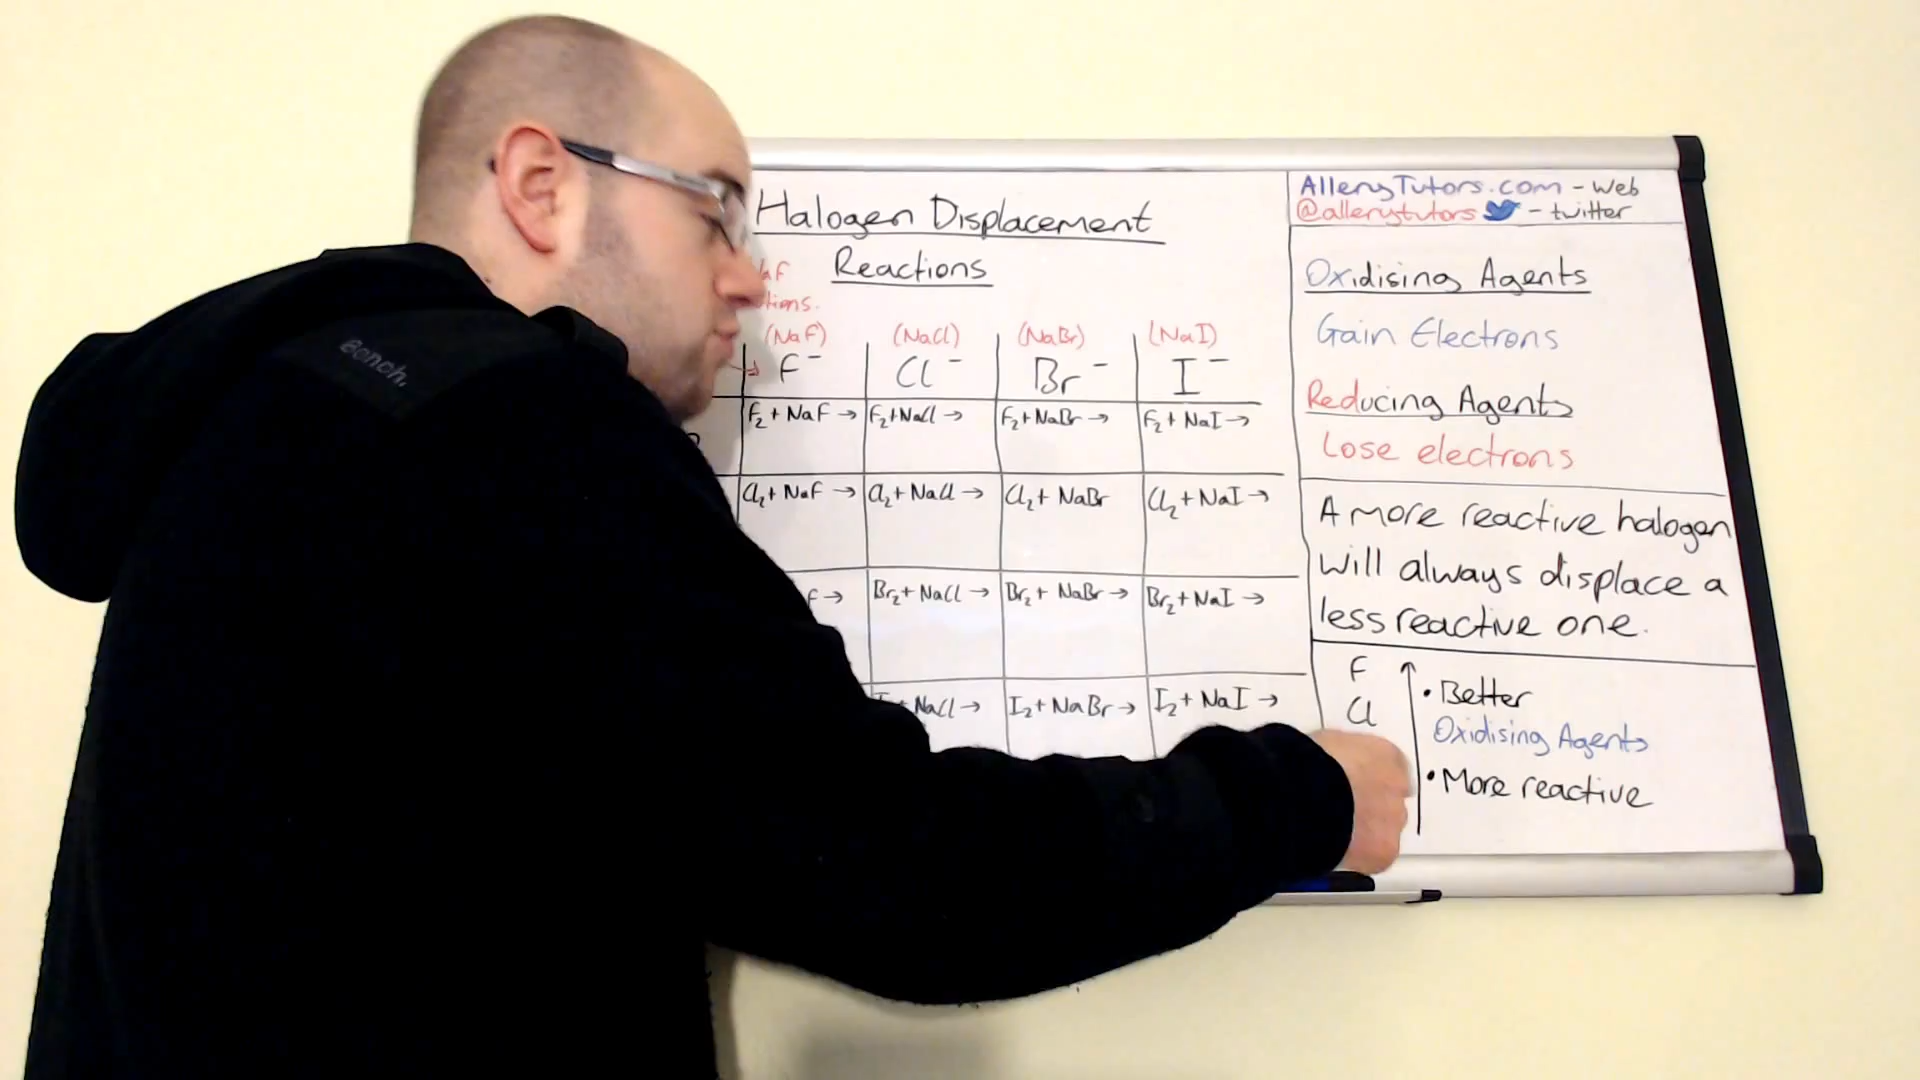 Halogen Displacement
Reactions
(NaF) (NaCl) (NaBr) (NaI)
F⁻ Cl⁻ Br⁻ I⁻
F₂ + NaF → F₂ + NaCl → F₂ + NaBr → F₂ + NaI →
Cl₂ + NaF → Cl₂ + NaCl → Cl₂ + NaBr Cl₂ + NaI →
F → Br₂ + NaCl → Br₂ + NaBr → Br₂ + NaI →
+ NaCl → I₂ + NaBr → I₂ + NaI →
AlleryTutors.com - web
@allerytutors - twitter
Oxidising Agents
Gain Electrons
Reducing Agents
Lose electrons
A more reactive halogen
will always displace a
less reactive one.
F
Cl
• Better
Oxidising Agents
• More reactive
Bench.